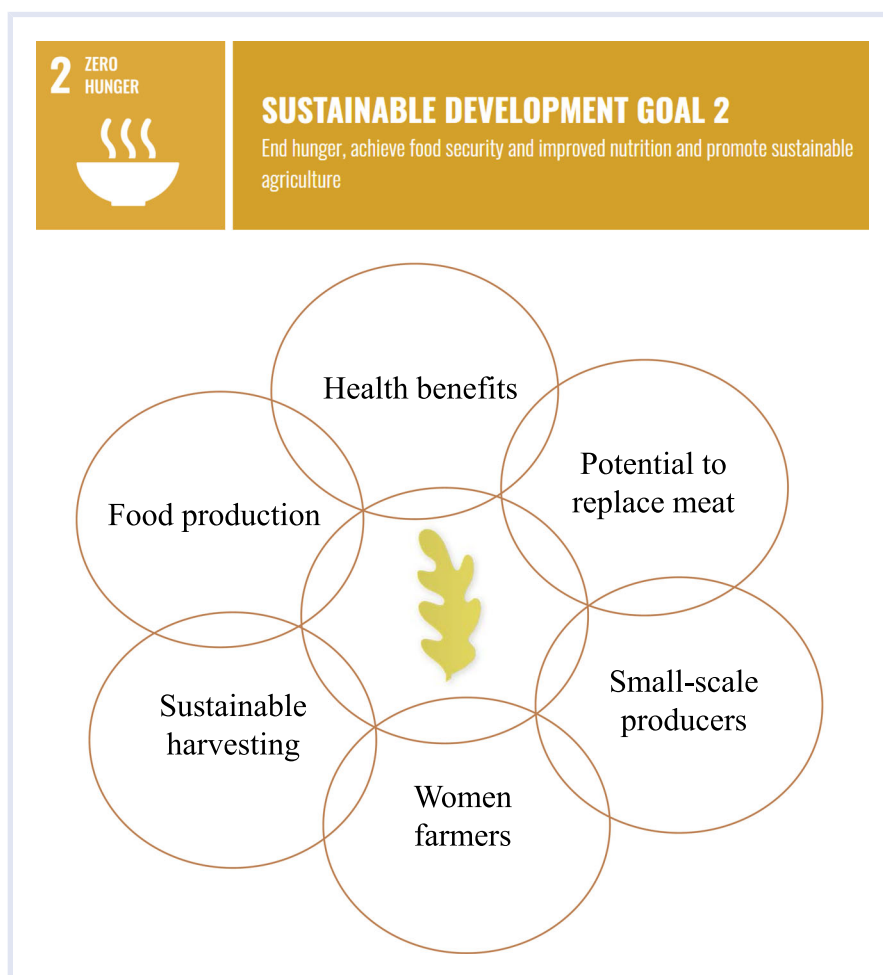 2 ZERO
HUNGER
SUSTAINABLE DEVELOPMENT GOAL 2
End hunger, achieve food security and improved nutrition and promote sustainable
agriculture
Health benefits
Potential to
replace meat
Food production
Small-scale
producers
Sustainable
harvesting
Women
farmers